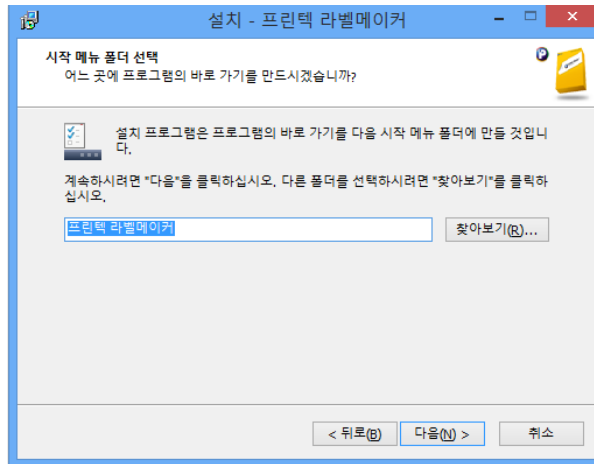 설치 - 프린텍 라벨메이커
시작 메뉴 폴더 선택
어느 곳에 프로그램의 바로 가기를 만드시겠습니까?
설치 프로그램은 프로그램의 바로 가기를 다음 시작 메뉴 폴더에 만들 것입니
다.
계속하시려면 "다음"을 클릭하십시오. 다른 폴더를 선택하시려면 "찾아보기"를 클릭하
십시오.
프린텍 라벨메이커
찾아보기(R)...
< 뒤로(B)
다음(N) >
취소